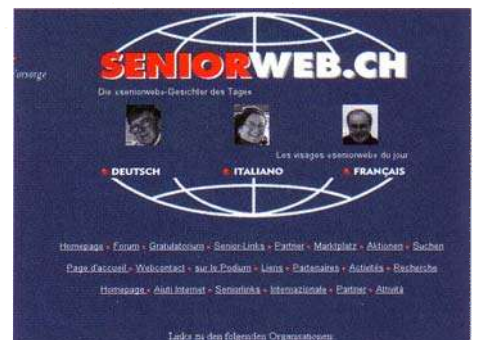 SENIORWEB.CH
orsorge
Die «seniorweb»-Gesichter des Tages
Les visages «seniorweb» du jour
DEUTSCH ITALIANO FRANÇAIS
Homepage Forum Gratulatorium Senior-Links Partner Marktplatz Aktionen Suchen
Page d'accueil Webcontact sur le Podium Liens Partenaires Activités Recherche
Homepage Aiuti Internet Seniorlinks Internazionale Partner Attività
Links zu den folgenden Organisationen: